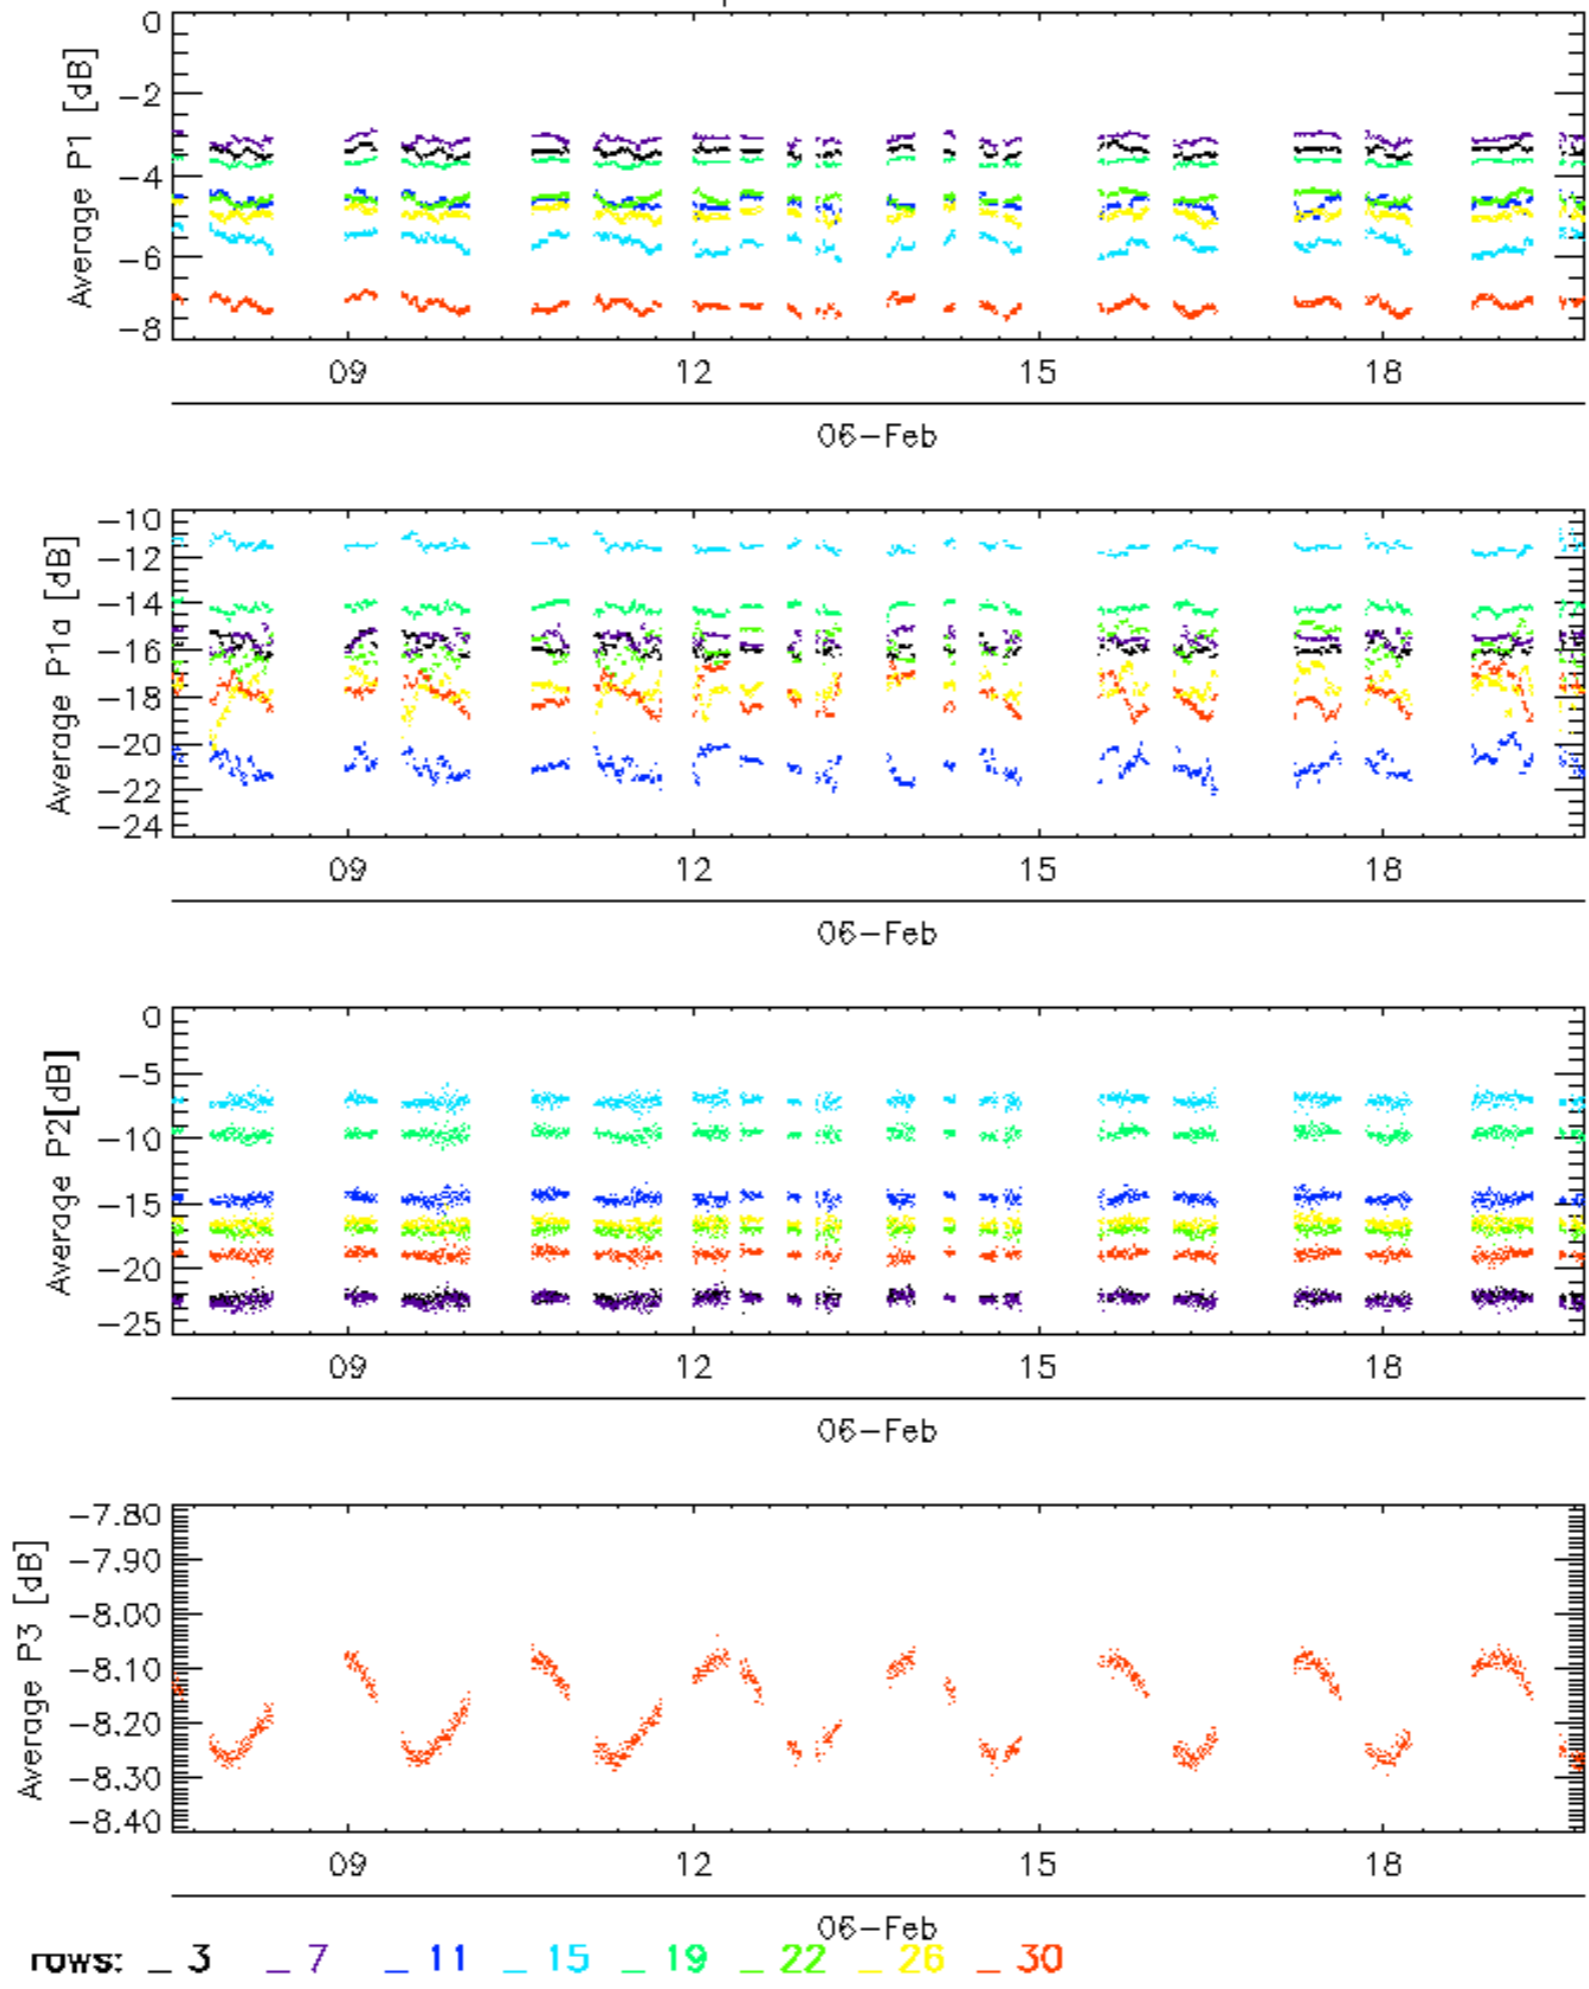 Average P1 [dB]
0
−2
−4
−6
−8
09 12 15 18
06−Feb
Average P1a [dB]
−10
−12
−14
−16
−18
−20
−22
−24
09 12 15 18
06−Feb
Average P2[dB]
0
−5
−10
−15
−20
−25
09 12 15 18
06−Feb
Average P3 [dB]
−7.80
−7.90
−8.00
−8.10
−8.20
−8.30
−8.40
09 12 15 18
06−Feb
rows: _ 3 _ 7 _ 11 _ 15 _ 19 _ 22 _ 26 _ 30